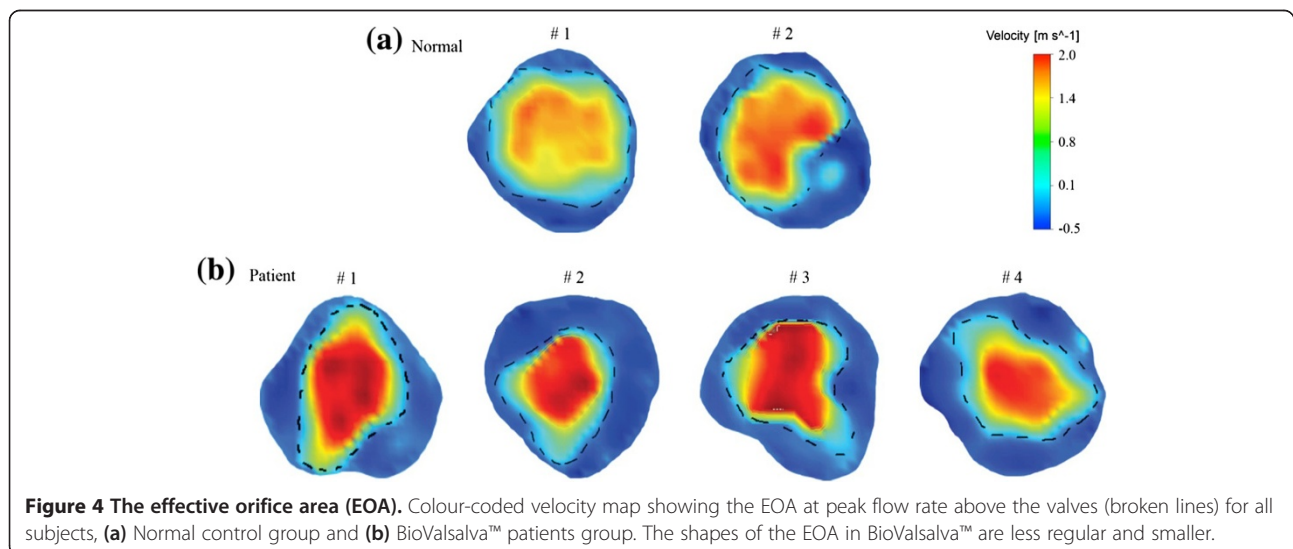 (a) Normal
# 1
# 2
Velocity [m s^-1]
2.0
1.4
0.8
0.1
-0.5
(b) Patient
# 1
# 2
# 3
# 4
Figure 4 The effective orifice area (EOA). Colour-coded velocity map showing the EOA at peak flow rate above the valves (broken lines) for all
subjects, (a) Normal control group and (b) BioValsalva™ patients group. The shapes of the EOA in BioValsalva™ are less regular and smaller.